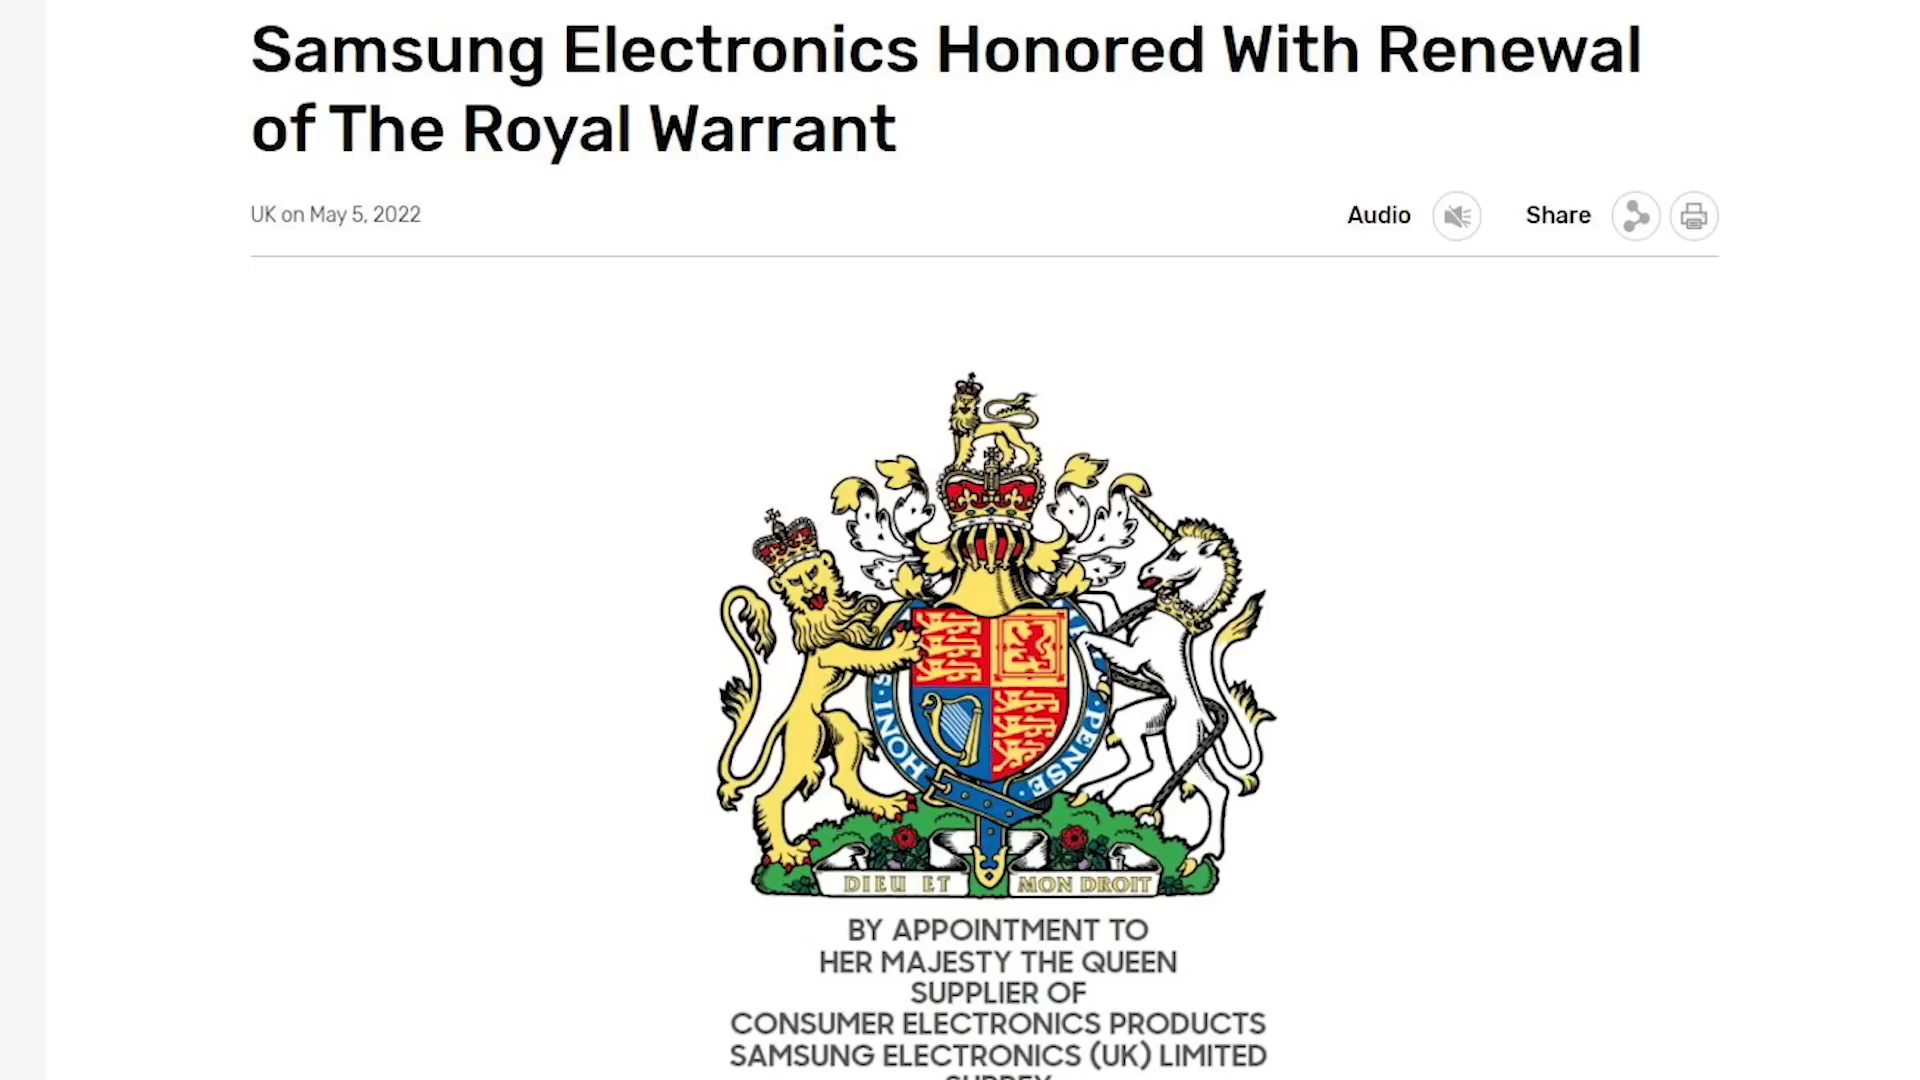 Samsung Electronics Honored With Renewal
of The Royal Warrant
UK on May 5, 2022
Audio
Share
HONI S
PENSE
DIEU ET MON DROIT
BY APPOINTMENT TO
HER MAJESTY THE QUEEN
SUPPLIER OF
CONSUMER ELECTRONICS PRODUCTS
SAMSUNG ELECTRONICS (UK) LIMITED
SURREY